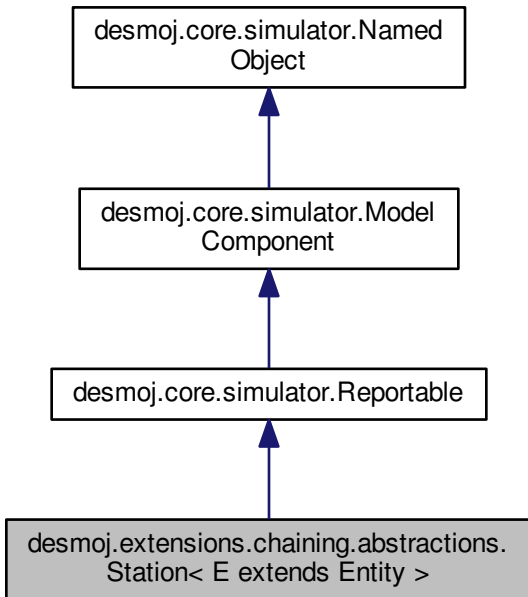 desmoj.core.simulator.Named
Object
desmoj.core.simulator.Model
Component
desmoj.core.simulator.Reportable
desmoj.extensions.chaining.abstractions.
Station< E extends Entity >